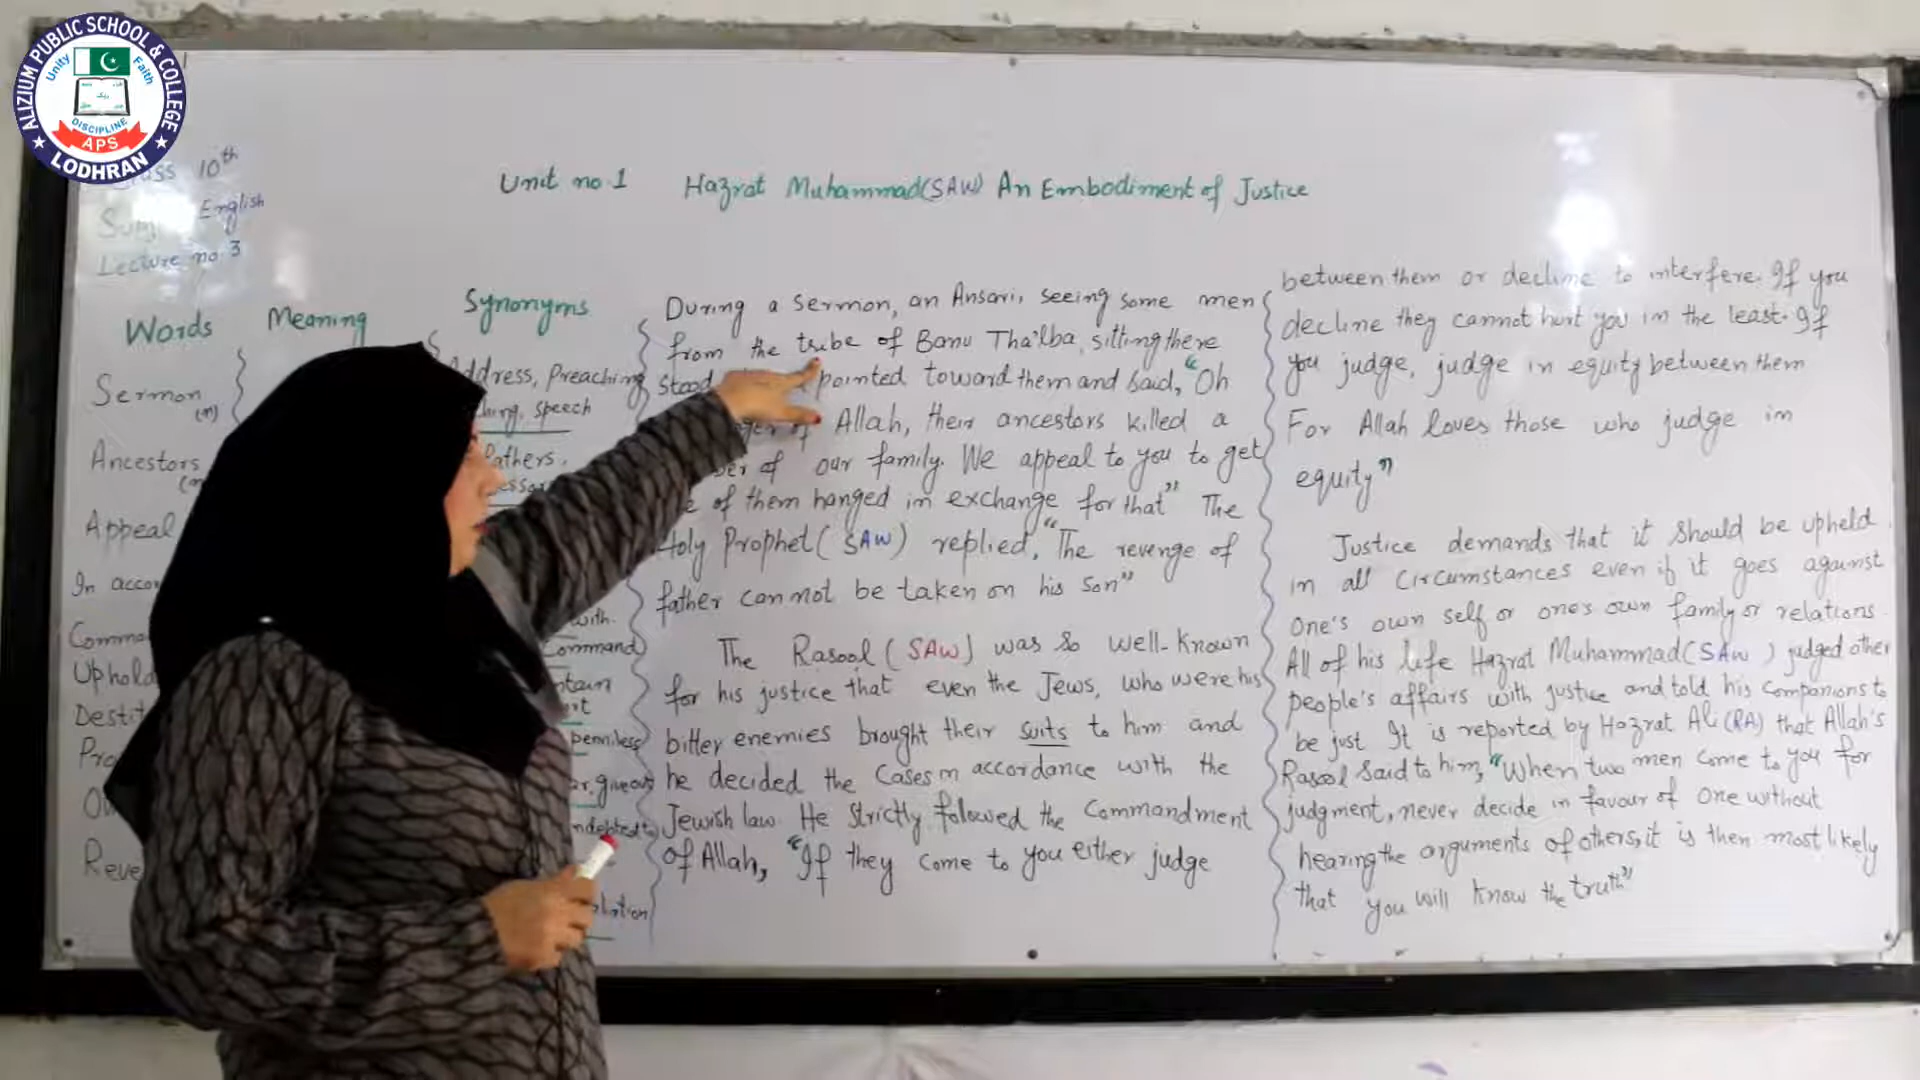 ALIZIUM PUBLIC SCHOOL & COLLEGE
Unity
Faith
DISCIPLINE
APS
LODHRAN
10th
English
Lecture no 3
Unit no 1 Hazrat Muhammad(SAW) An Embodiment of Justice
Words Meaning Synonyms
Sermon
(n)
Ancestors
Appeal
In accor
Comma
Uphold
Destit
Pro
Reve
Address, Preaching
speech
with.
Command
penniless
During a Sermon, an Ansari, seeing some men
from the tribe of Banu Tha'lba, sitting there
stood pointed toward them and said, "Oh
of Allah, their ancestors killed a
of our family. We appeal to you to get
of them hanged in exchange for that" The
Holy Prophet (SAW) replied, "The revenge of
father can not be taken on his son"
The Rasool (SAW) was so well-known
for his justice that even the Jews, who were his
bitter enemies brought their suits to him and
he decided the Cases in accordance with the
Jewish law. He Strictly followed the Commandment
of Allah, "If they come to you either judge
between them or decline to interfere. If you
decline they cannot hurt you in the least. If
you judge, judge in equity between them
For Allah loves those who judge in
equity"
Justice demands that it should be upheld
in all circumstances even if it goes against
one's own self or one's own family or relations.
All of his life Hazrat Muhammad(SAW) judged other
people's affairs with justice and told his companions to
be just It is reported by Hazrat Ali (RA) that Allah's
Rasool Said to him, "When two men come to you for
judgment, never decide in favour of one without
hearing the arguments of others, it is then most likely
that you will know the truth"